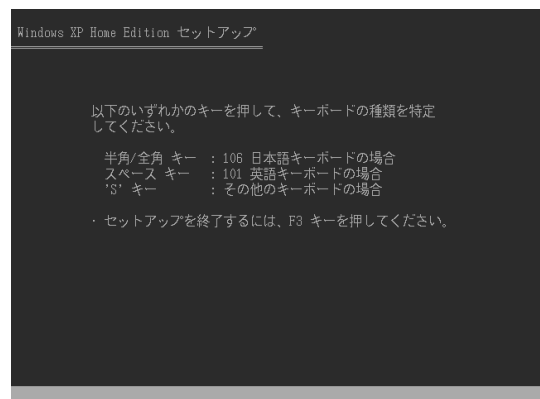 Windows XP Home Edition セットアップ
以下のいずれかのキーを押して、キーボードの種類を特定
してください。
半角/全角 キー : 106 日本語キーボードの場合
スペース キー : 101 英語キーボードの場合
'S' キー : その他のキーボードの場合
・ セットアップを終了するには、F3 キーを押してください。